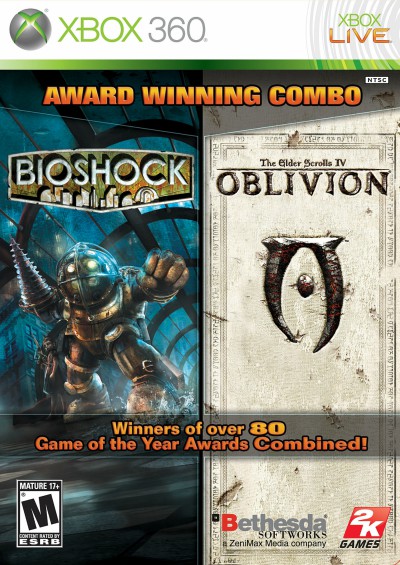 XBOX 360.
XBOX
LIVE
NTSC
AWARD WINNING COMBO
BIOSHOCK
The Elder Scrolls IV
OBLIVION
Winners of over 80
Game of the Year Awards Combined!
MATURE 17+
M
CONTENT RATED BY
ESRB
Bethesda
SOFTWORKS
a ZeniMax Media company
2K
GAMES